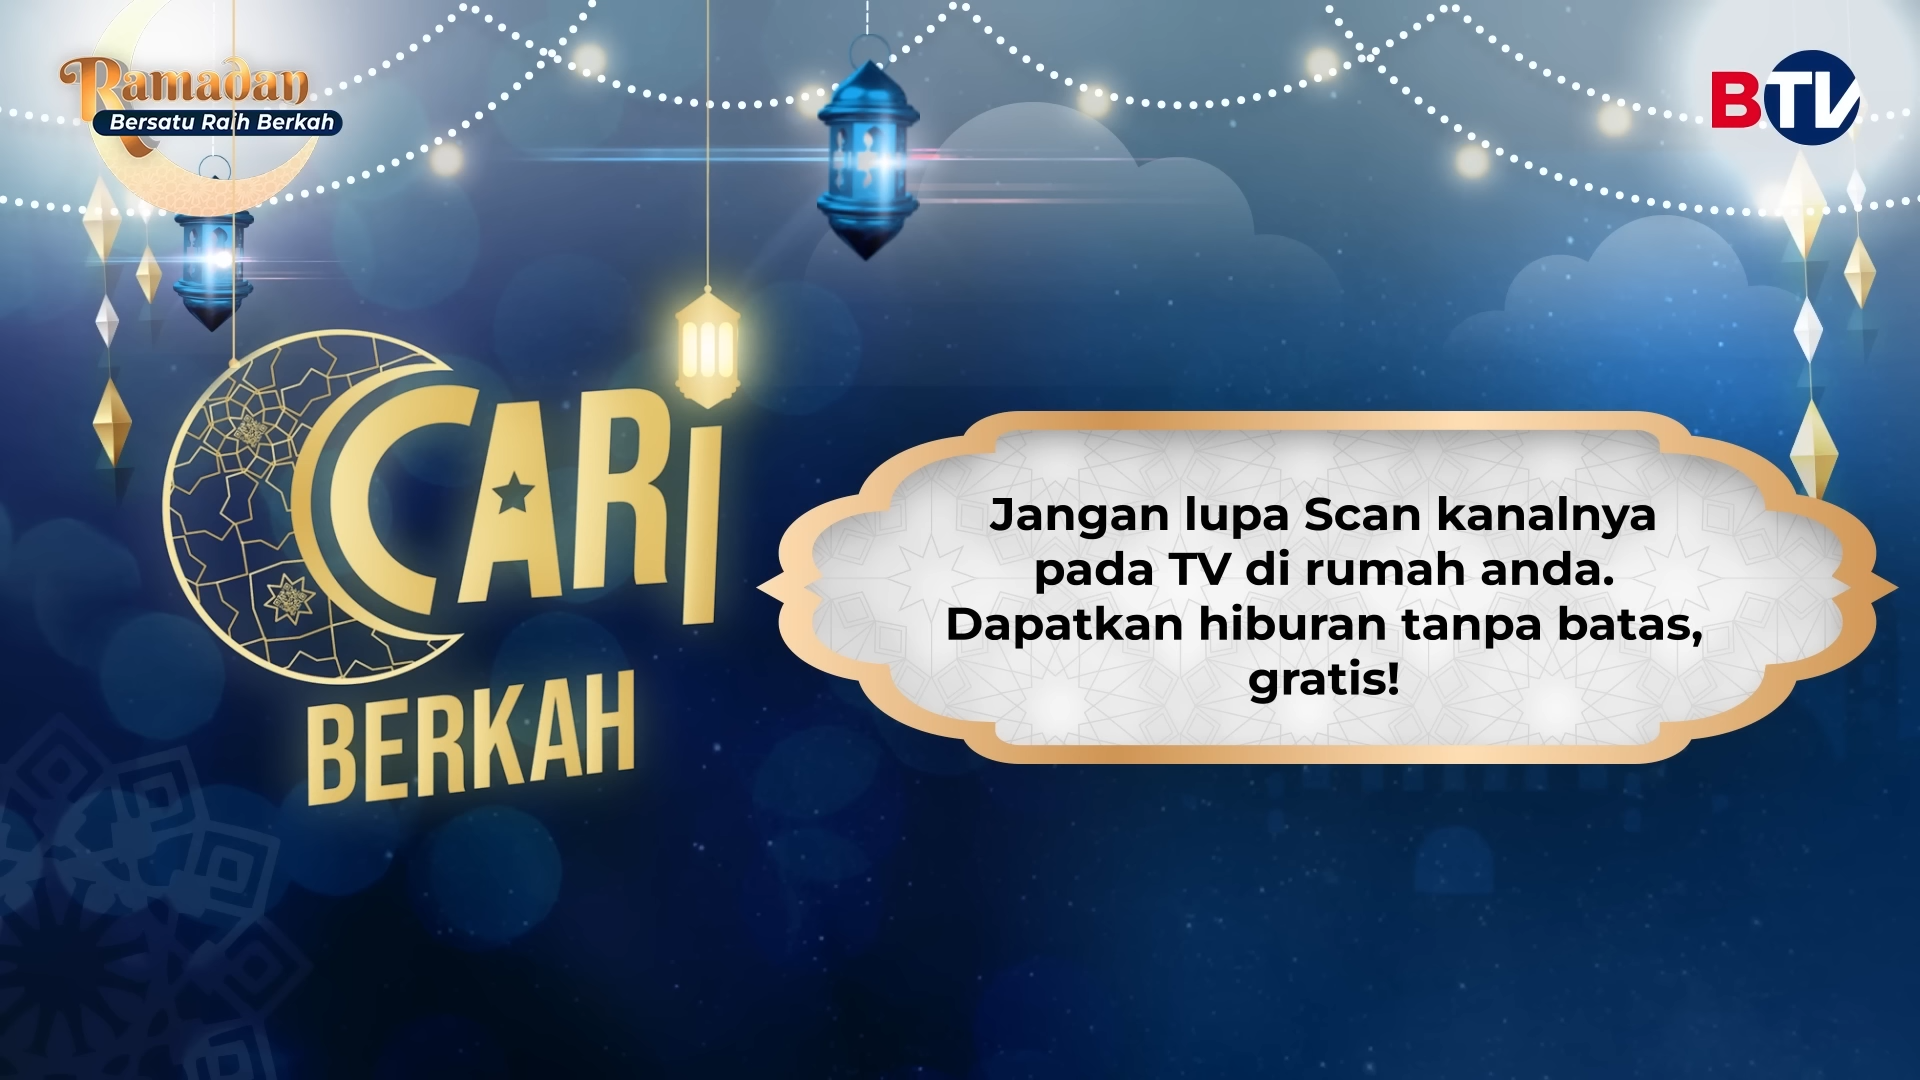 Ramadan
Bersatu Raih Berkah
BTV
CARI
BERKAH
Jangan lupa Scan kanalnya
pada TV di rumah anda.
Dapatkan hiburan tanpa batas,
gratis!